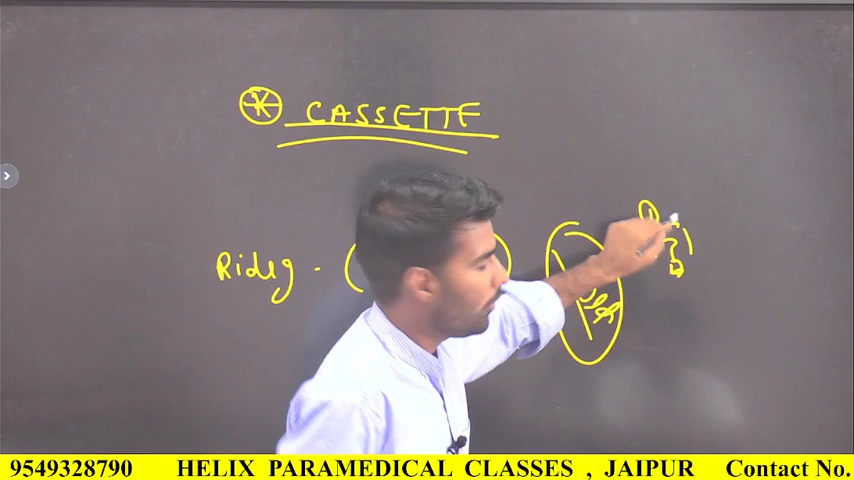 CASSETTE
Ridig.
9549328790 HELIX PARAMEDICAL CLASSES , JAIPUR Contact No.